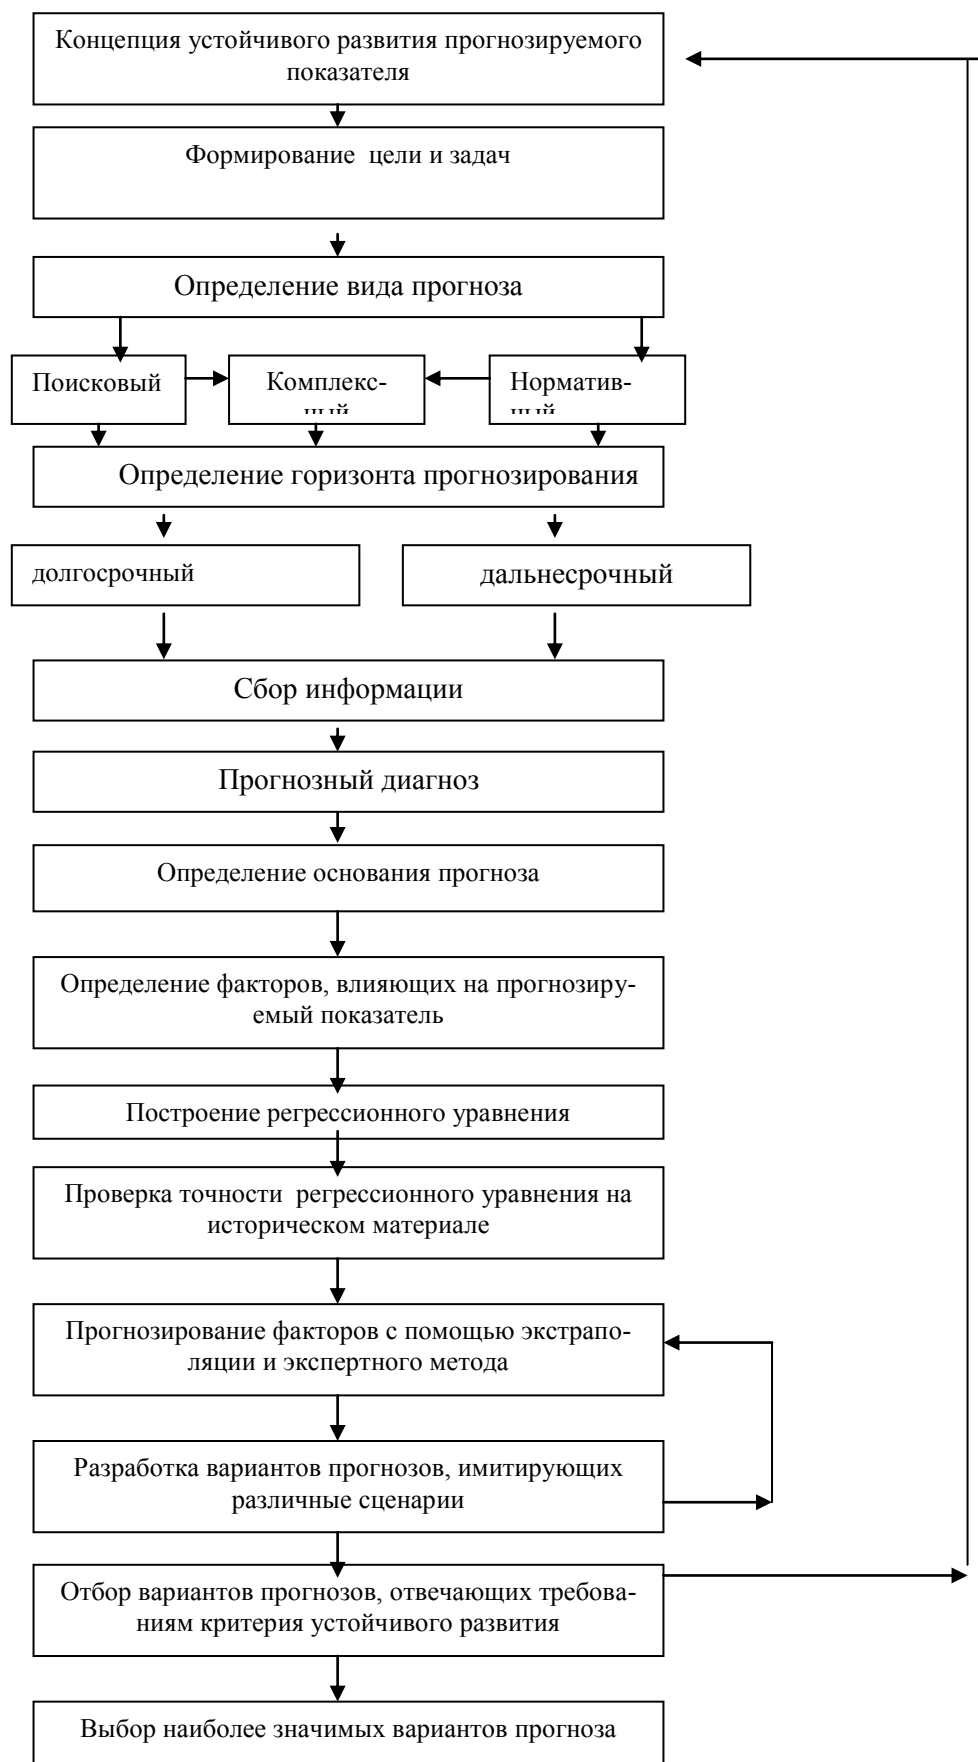 Концепция устойчивого развития прогнозируемого
показателя
Формирование цели и задач
Определение вида прогноза
Поисковый
Комплекс-
ный
Норматив-
ный
Определение горизонта прогнозирования
долгосрочный
дальнесрочный
Сбор информации
Прогнозный диагноз
Определение основания прогноза
Определение факторов, влияющих на прогнозиру-
емый показатель
Построение регрессионного уравнения
Проверка точности регрессионного уравнения на
историческом материале
Прогнозирование факторов с помощью экстрапо-
ляции и экспертного метода
Разработка вариантов прогнозов, имитирующих
различные сценарии
Отбор вариантов прогнозов, отвечающих требова-
ниям критерия устойчивого развития
Выбор наиболее значимых вариантов прогноза